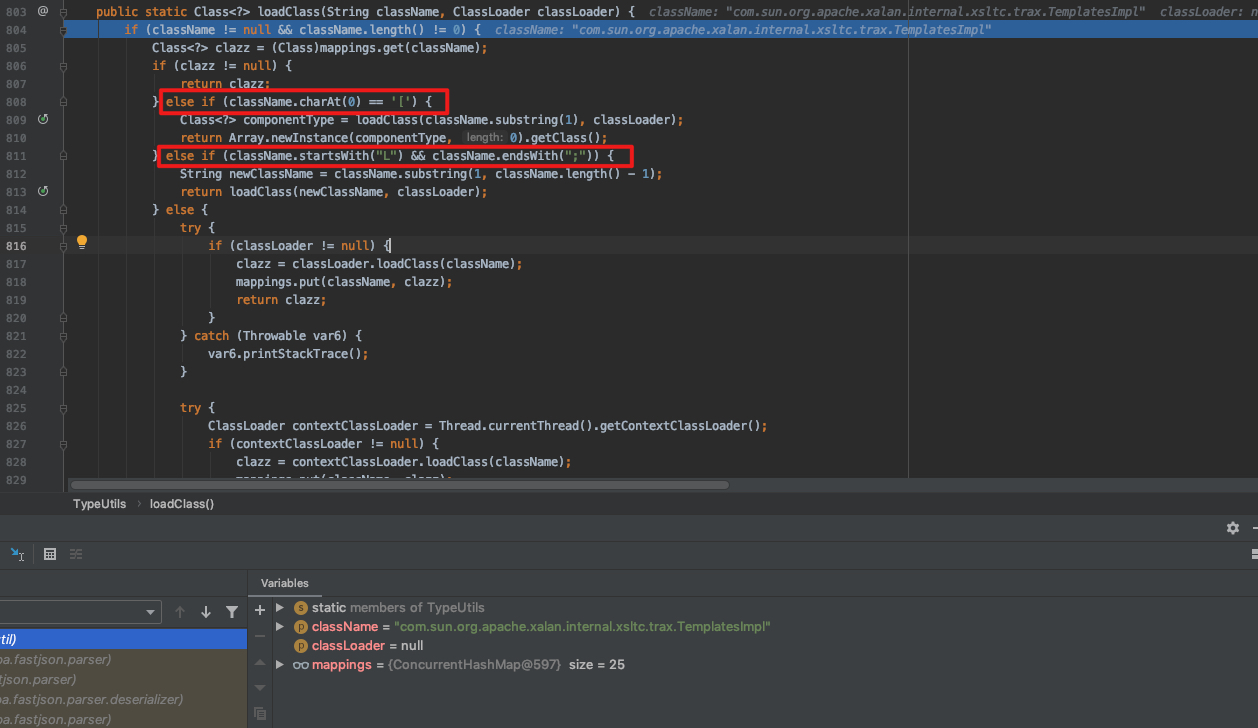 803 @ public static Class<?> loadClass(String className, ClassLoader classLoader) { className: "com.sun.org.apache.xalan.internal.xsltc.trax.TemplatesImpl" classLoader: n
804 if (className != null && className.length() != 0) { className: "com.sun.org.apache.xalan.internal.xsltc.trax.TemplatesImpl"
805 Class<?> clazz = (Class)mappings.get(className);
806 if (clazz != null) {
807 return clazz;
808 } else if (className.charAt(0) == '[') {
809 Class<?> componentType = loadClass(className.substring(1), classLoader);
810 return Array.newInstance(componentType, length: 0).getClass();
811 } else if (className.startsWith("L") && className.endsWith(";")) {
812 String newClassName = className.substring(1, className.length() - 1);
813 return loadClass(newClassName, classLoader);
814 } else {
815 try {
816 if (classLoader != null) {
817 clazz = classLoader.loadClass(className);
818 mappings.put(className, clazz);
819 return clazz;
820 }
821 } catch (Throwable var6) {
822 var6.printStackTrace();
823 }
824
825 try {
826 ClassLoader contextClassLoader = Thread.currentThread().getContextClassLoader();
827 if (contextClassLoader != null) {
828 clazz = contextClassLoader.loadClass(className);
829
TypeUtils › loadClass()
Variables
static members of TypeUtils
className = "com.sun.org.apache.xalan.internal.xsltc.trax.TemplatesImpl"
classLoader = null
mappings = {ConcurrentHashMap@597} size = 25
til)
ba.fastjson.parser)
tjson.parser)
ba.fastjson.parser.deserializer)
ba.fastjson.parser)